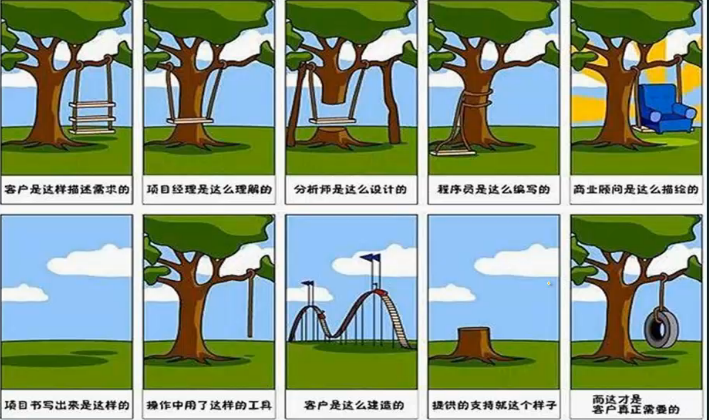 客户是这样描述需求的
项目经理是这么理解的
分析师是这么设计的
程序员是这么编写的
商业顾问是这么描绘的
项目书写出来是这样的
操作中用了这样的工具
客户是这么建造的
提供的支持就这个样子
而这才是
客户真正需要的